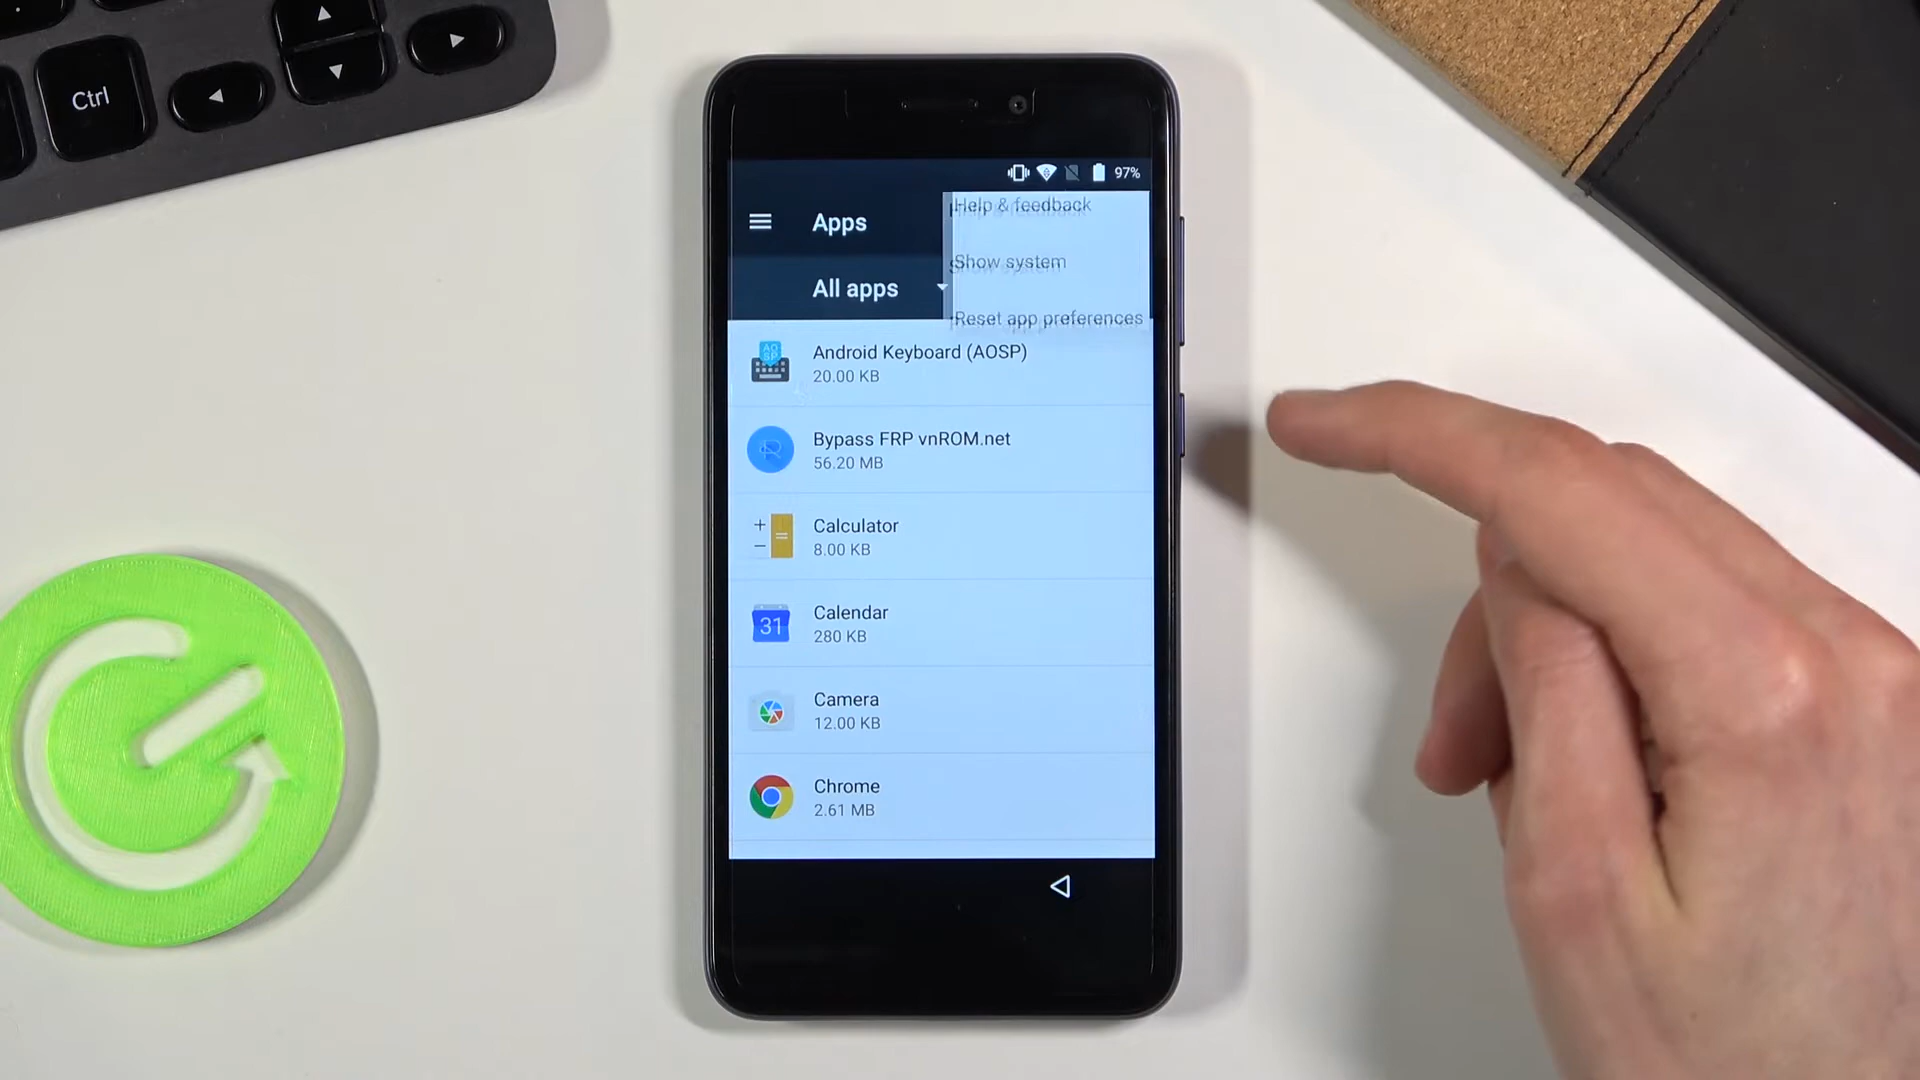 Ctrl
97%
Apps
Help & feedback
Show system
All apps
Reset app preferences
Android Keyboard (AOSP)
20.00 KB
Bypass FRP vnROM.net
56.20 MB
Calculator
8.00 KB
31
Calendar
280 KB
Camera
12.00 KB
Chrome
2.61 MB